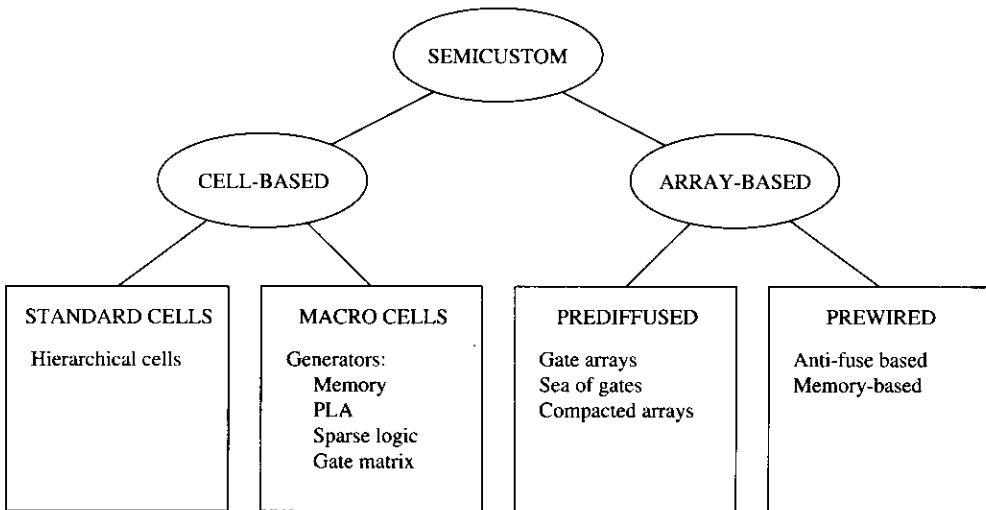 SEMICUSTOM
CELL-BASED
ARRAY-BASED
STANDARD CELLS
Hierarchical cells
MACRO CELLS
Generators:
Memory
PLA
Sparse logic
Gate matrix
PREDIFFUSED
Gate arrays
Sea of gates
Compacted arrays
PREWIRED
Anti-fuse based
Memory-based